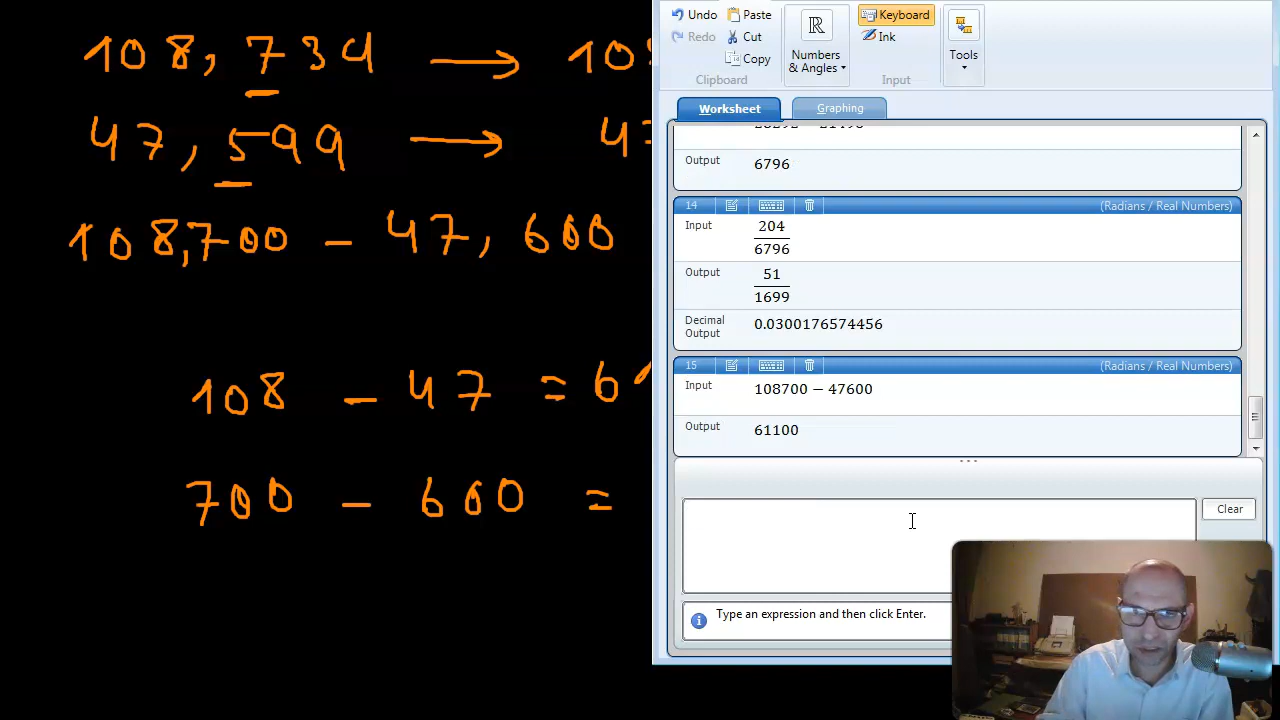 108,734 → 10
47,599 → 4
108,700 - 47,600
108 - 47 = 6
700 - 600 =
Undo
Redo
Paste
Cut
Copy
Clipboard
ℝ
Numbers & Angles
Keyboard
Ink
Input
Tools
Worksheet
Graphing
Output
6796
14
(Radians / Real Numbers)
Input
204
6796
Output
51
1699
Decimal
Output
0.0300176574456
15
(Radians / Real Numbers)
Input
108700 − 47600
Output
61100
Clear
Type an expression and then click Enter.